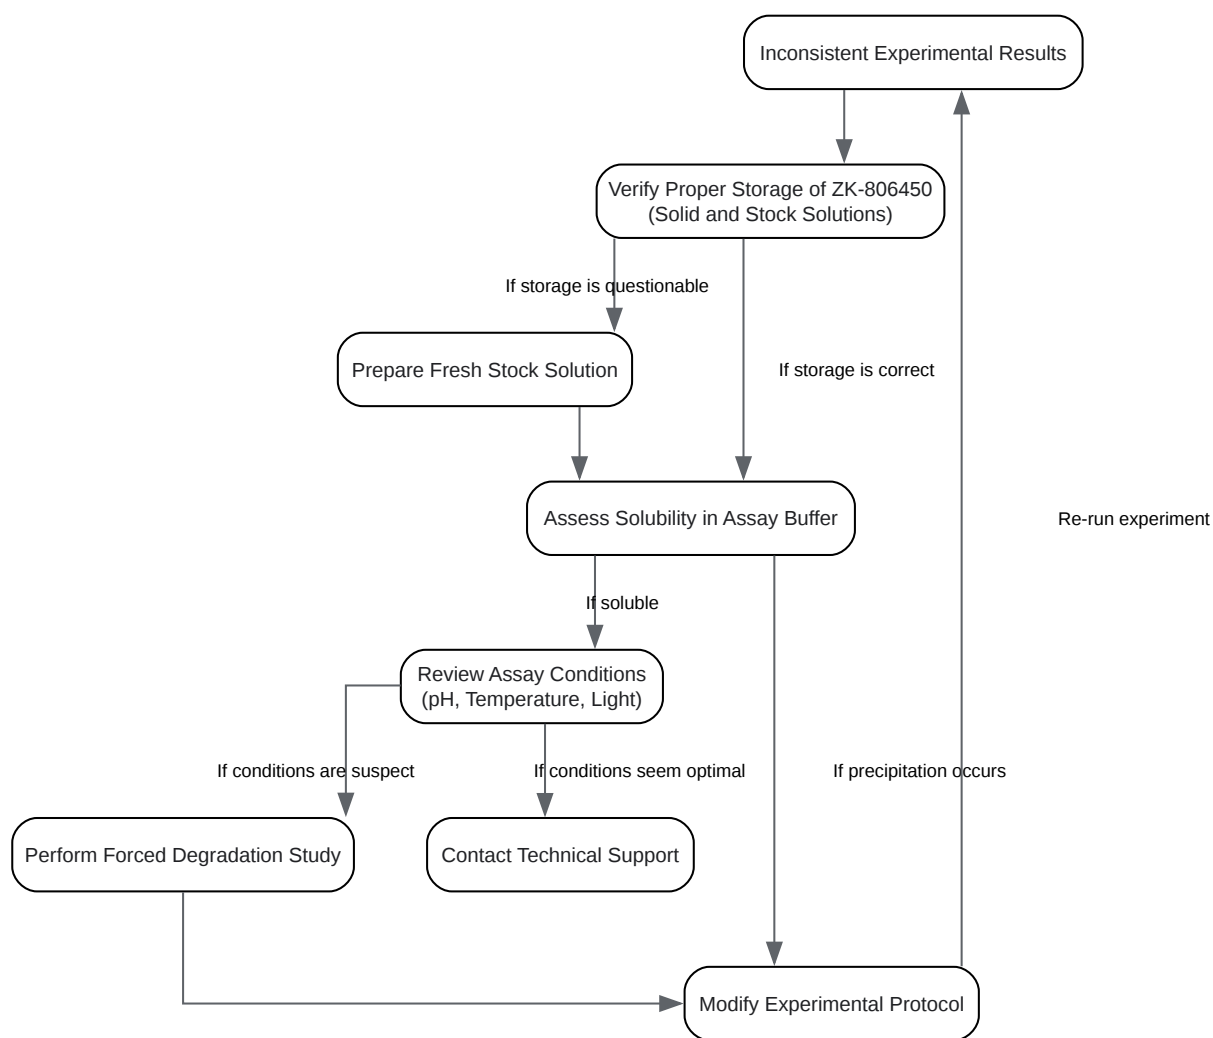 Inconsistent Experimental Results
Verify Proper Storage of ZK-806450
(Solid and Stock Solutions)
If storage is questionable
Prepare Fresh Stock Solution
If storage is correct
Assess Solubility in Assay Buffer
Re-run experiment
If soluble
Review Assay Conditions
(pH, Temperature, Light)
If conditions are suspect
If conditions seem optimal
If precipitation occurs
Perform Forced Degradation Study
Contact Technical Support
Modify Experimental Protocol